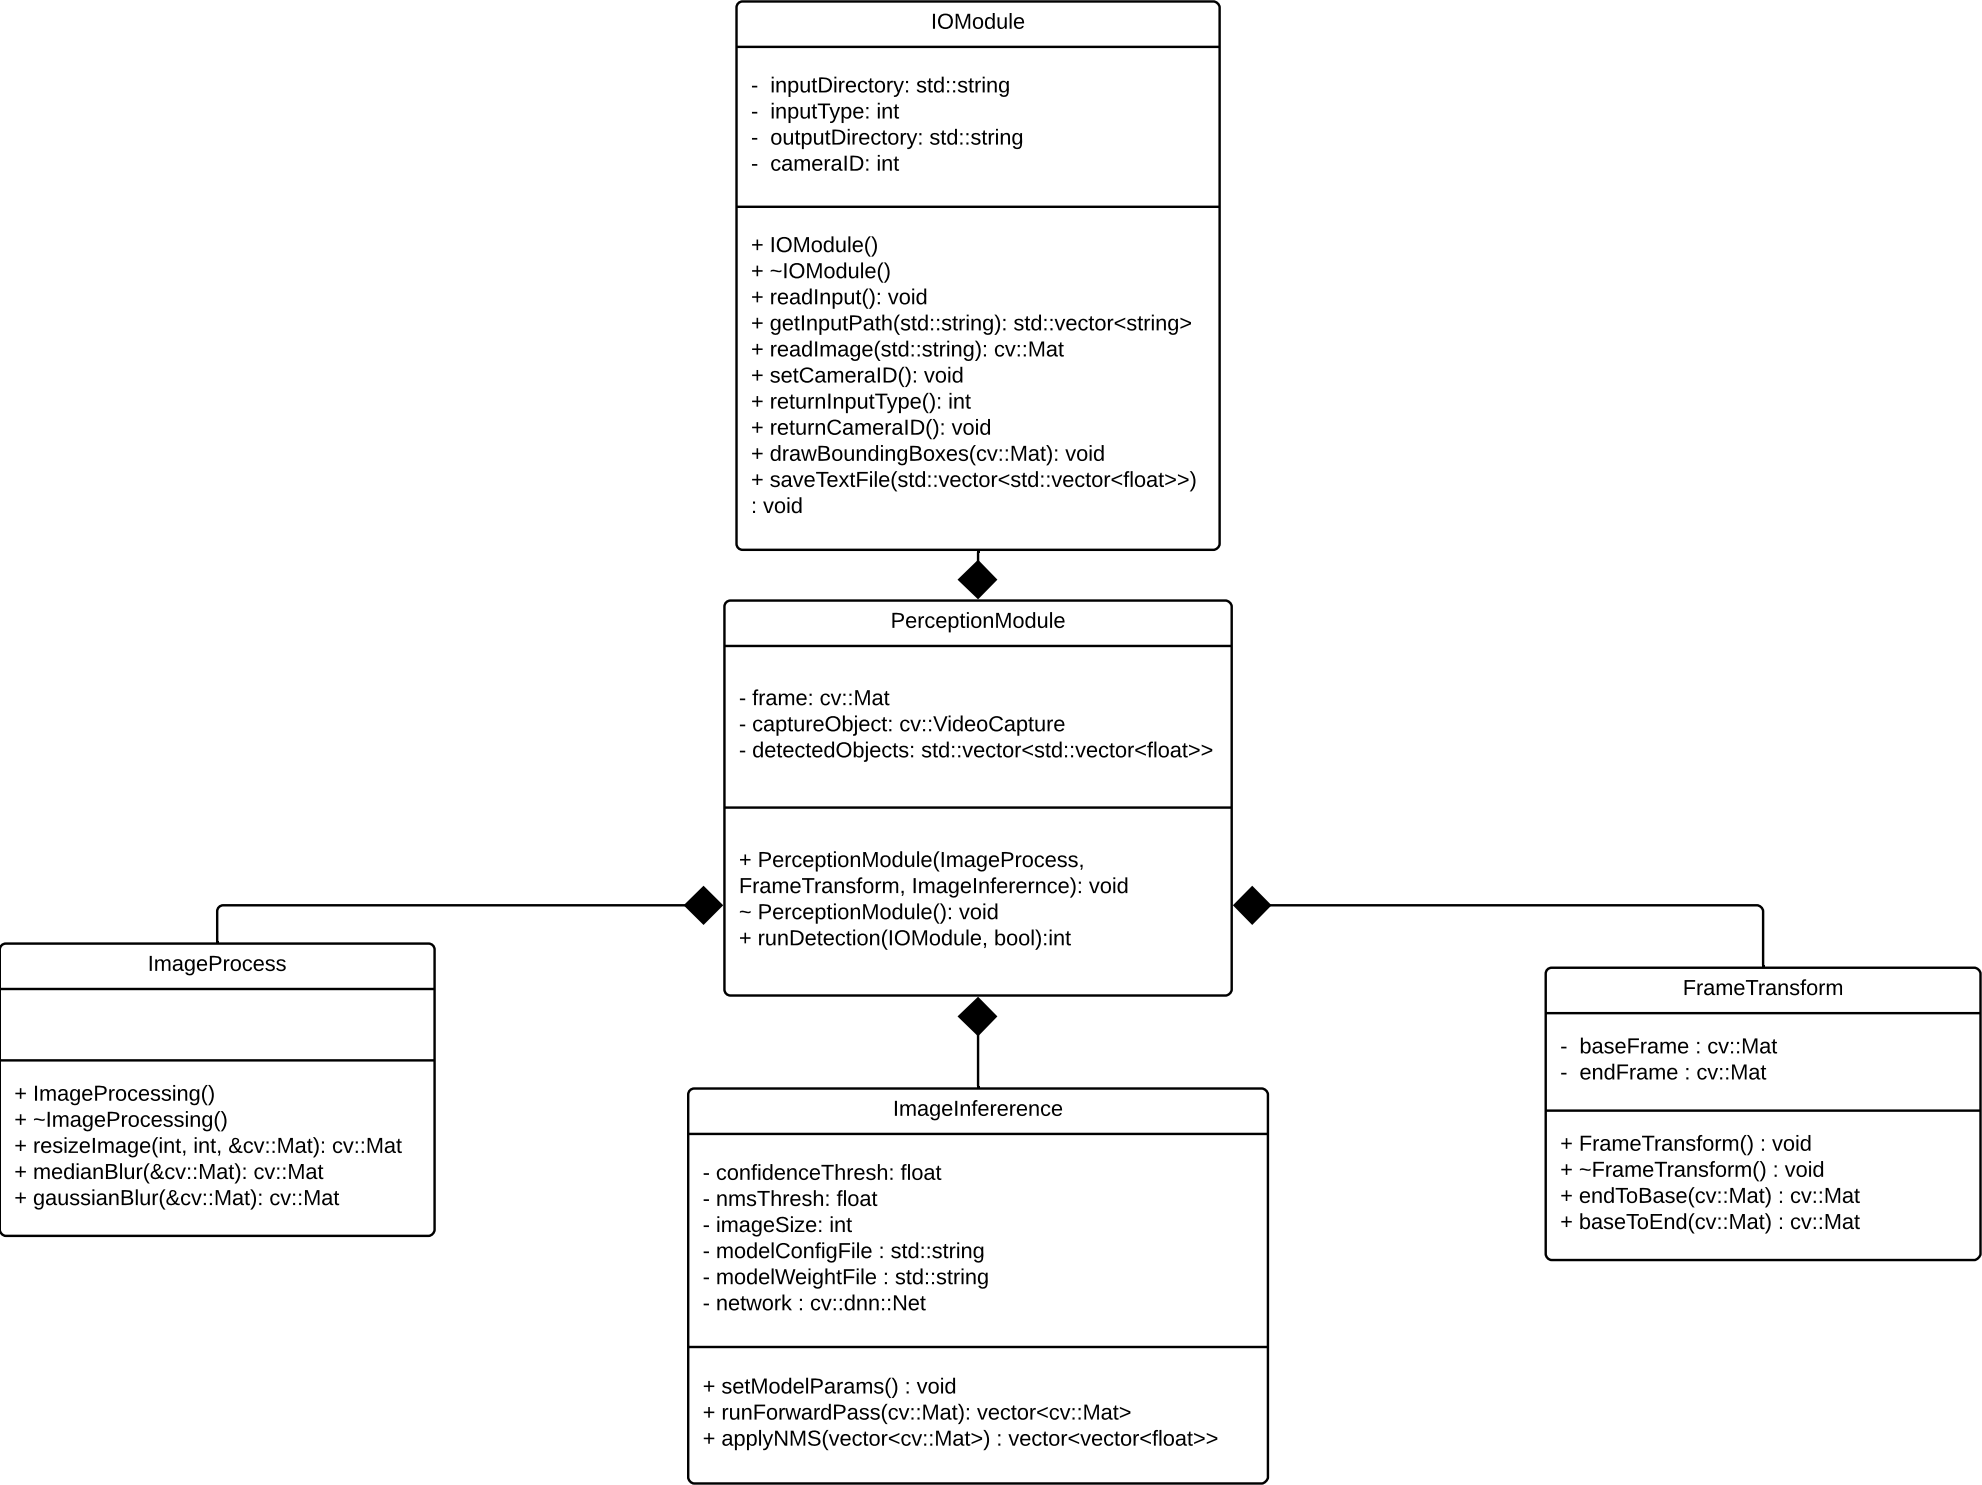 IOModule
-  inputDirectory: std::string
-  inputType: int
-  outputDirectory: std::string
-  cameraID: int
+ IOModule()
+ ~IOModule()
+ readInput(): void
+ getInputPath(std::string): std::vector<string>
+ readImage(std::string): cv::Mat
+ setCameraID(): void
+ returnInputType(): int
+ returnCameraID(): void
+ drawBoundingBoxes(cv::Mat): void
+ saveTextFile(std::vector<std::vector<float>>)
: void
PerceptionModule
- frame: cv::Mat
- captureObject: cv::VideoCapture
- detectedObjects: std::vector<std::vector<float>>
+ PerceptionModule(ImageProcess,
FrameTransform, ImageInferernce): void
~ PerceptionModule(): void
+ runDetection(IOModule, bool):int
ImageProcess
+ ImageProcessing()
+ ~ImageProcessing()
+ resizeImage(int, int, &cv::Mat): cv::Mat
+ medianBlur(&cv::Mat): cv::Mat
+ gaussianBlur(&cv::Mat): cv::Mat
ImageInfererence
- confidenceThresh: float
- nmsThresh: float
- imageSize: int
- modelConfigFile : std::string
- modelWeightFile : std::string
- network : cv::dnn::Net
+ setModelParams() : void
+ runForwardPass(cv::Mat): vector<cv::Mat>
+ applyNMS(vector<cv::Mat>) : vector<vector<float>>
FrameTransform
-  baseFrame : cv::Mat
-  endFrame : cv::Mat
+ FrameTransform() : void
+ ~FrameTransform() : void
+ endToBase(cv::Mat) : cv::Mat
+ baseToEnd(cv::Mat) : cv::Mat